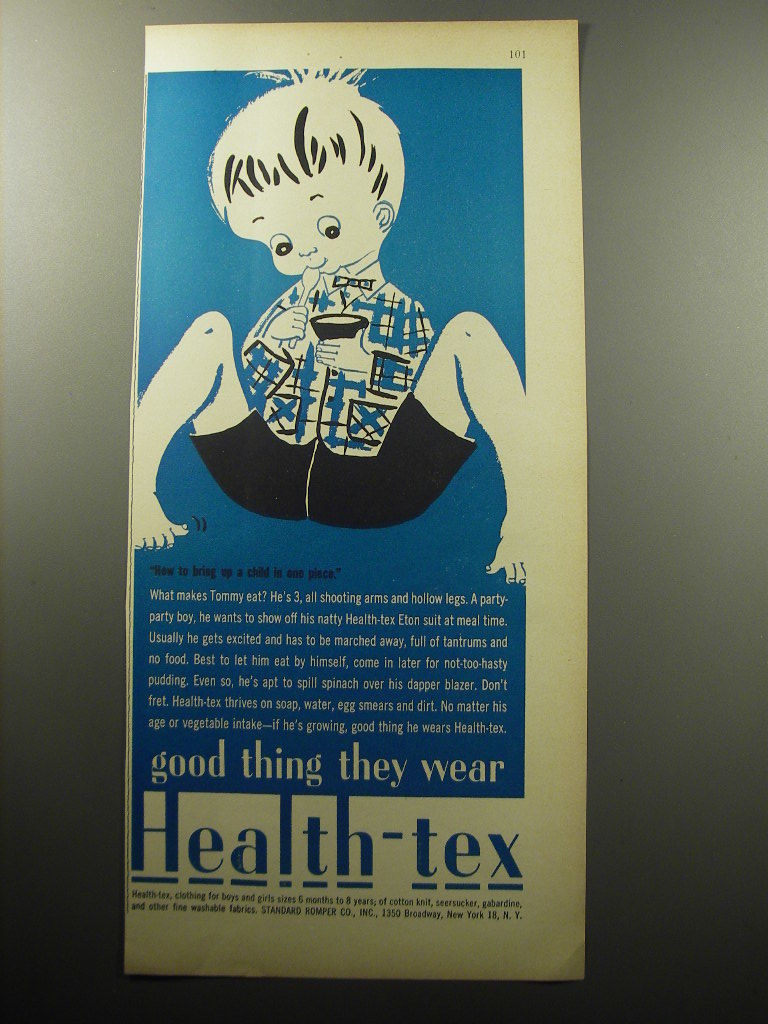 101
"How to bring up a child in one piece."
What makes Tommy eat? He's 3, all shooting arms and hollow legs. A party-
party boy, he wants to show off his natty Health-tex Eton suit at meal time.
Usually he gets excited and has to be marched away, full of tantrums and
no food. Best to let him eat by himself, come in later for not-too-hasty
pudding. Even so, he's apt to spill spinach over his dapper blazer. Don't
fret. Health-tex thrives on soap, water, egg smears and dirt. No matter his
age or vegetable intake—if he's growing, good thing he wears Health-tex.
good thing they wear
Health-tex
Health-tex, clothing for boys and girls sizes 6 months to 8 years; of cotton knit, seersucker, gabardine,
and other fine washable fabrics. STANDARD ROMPER CO., INC., 1350 Broadway, New York 18, N. Y.